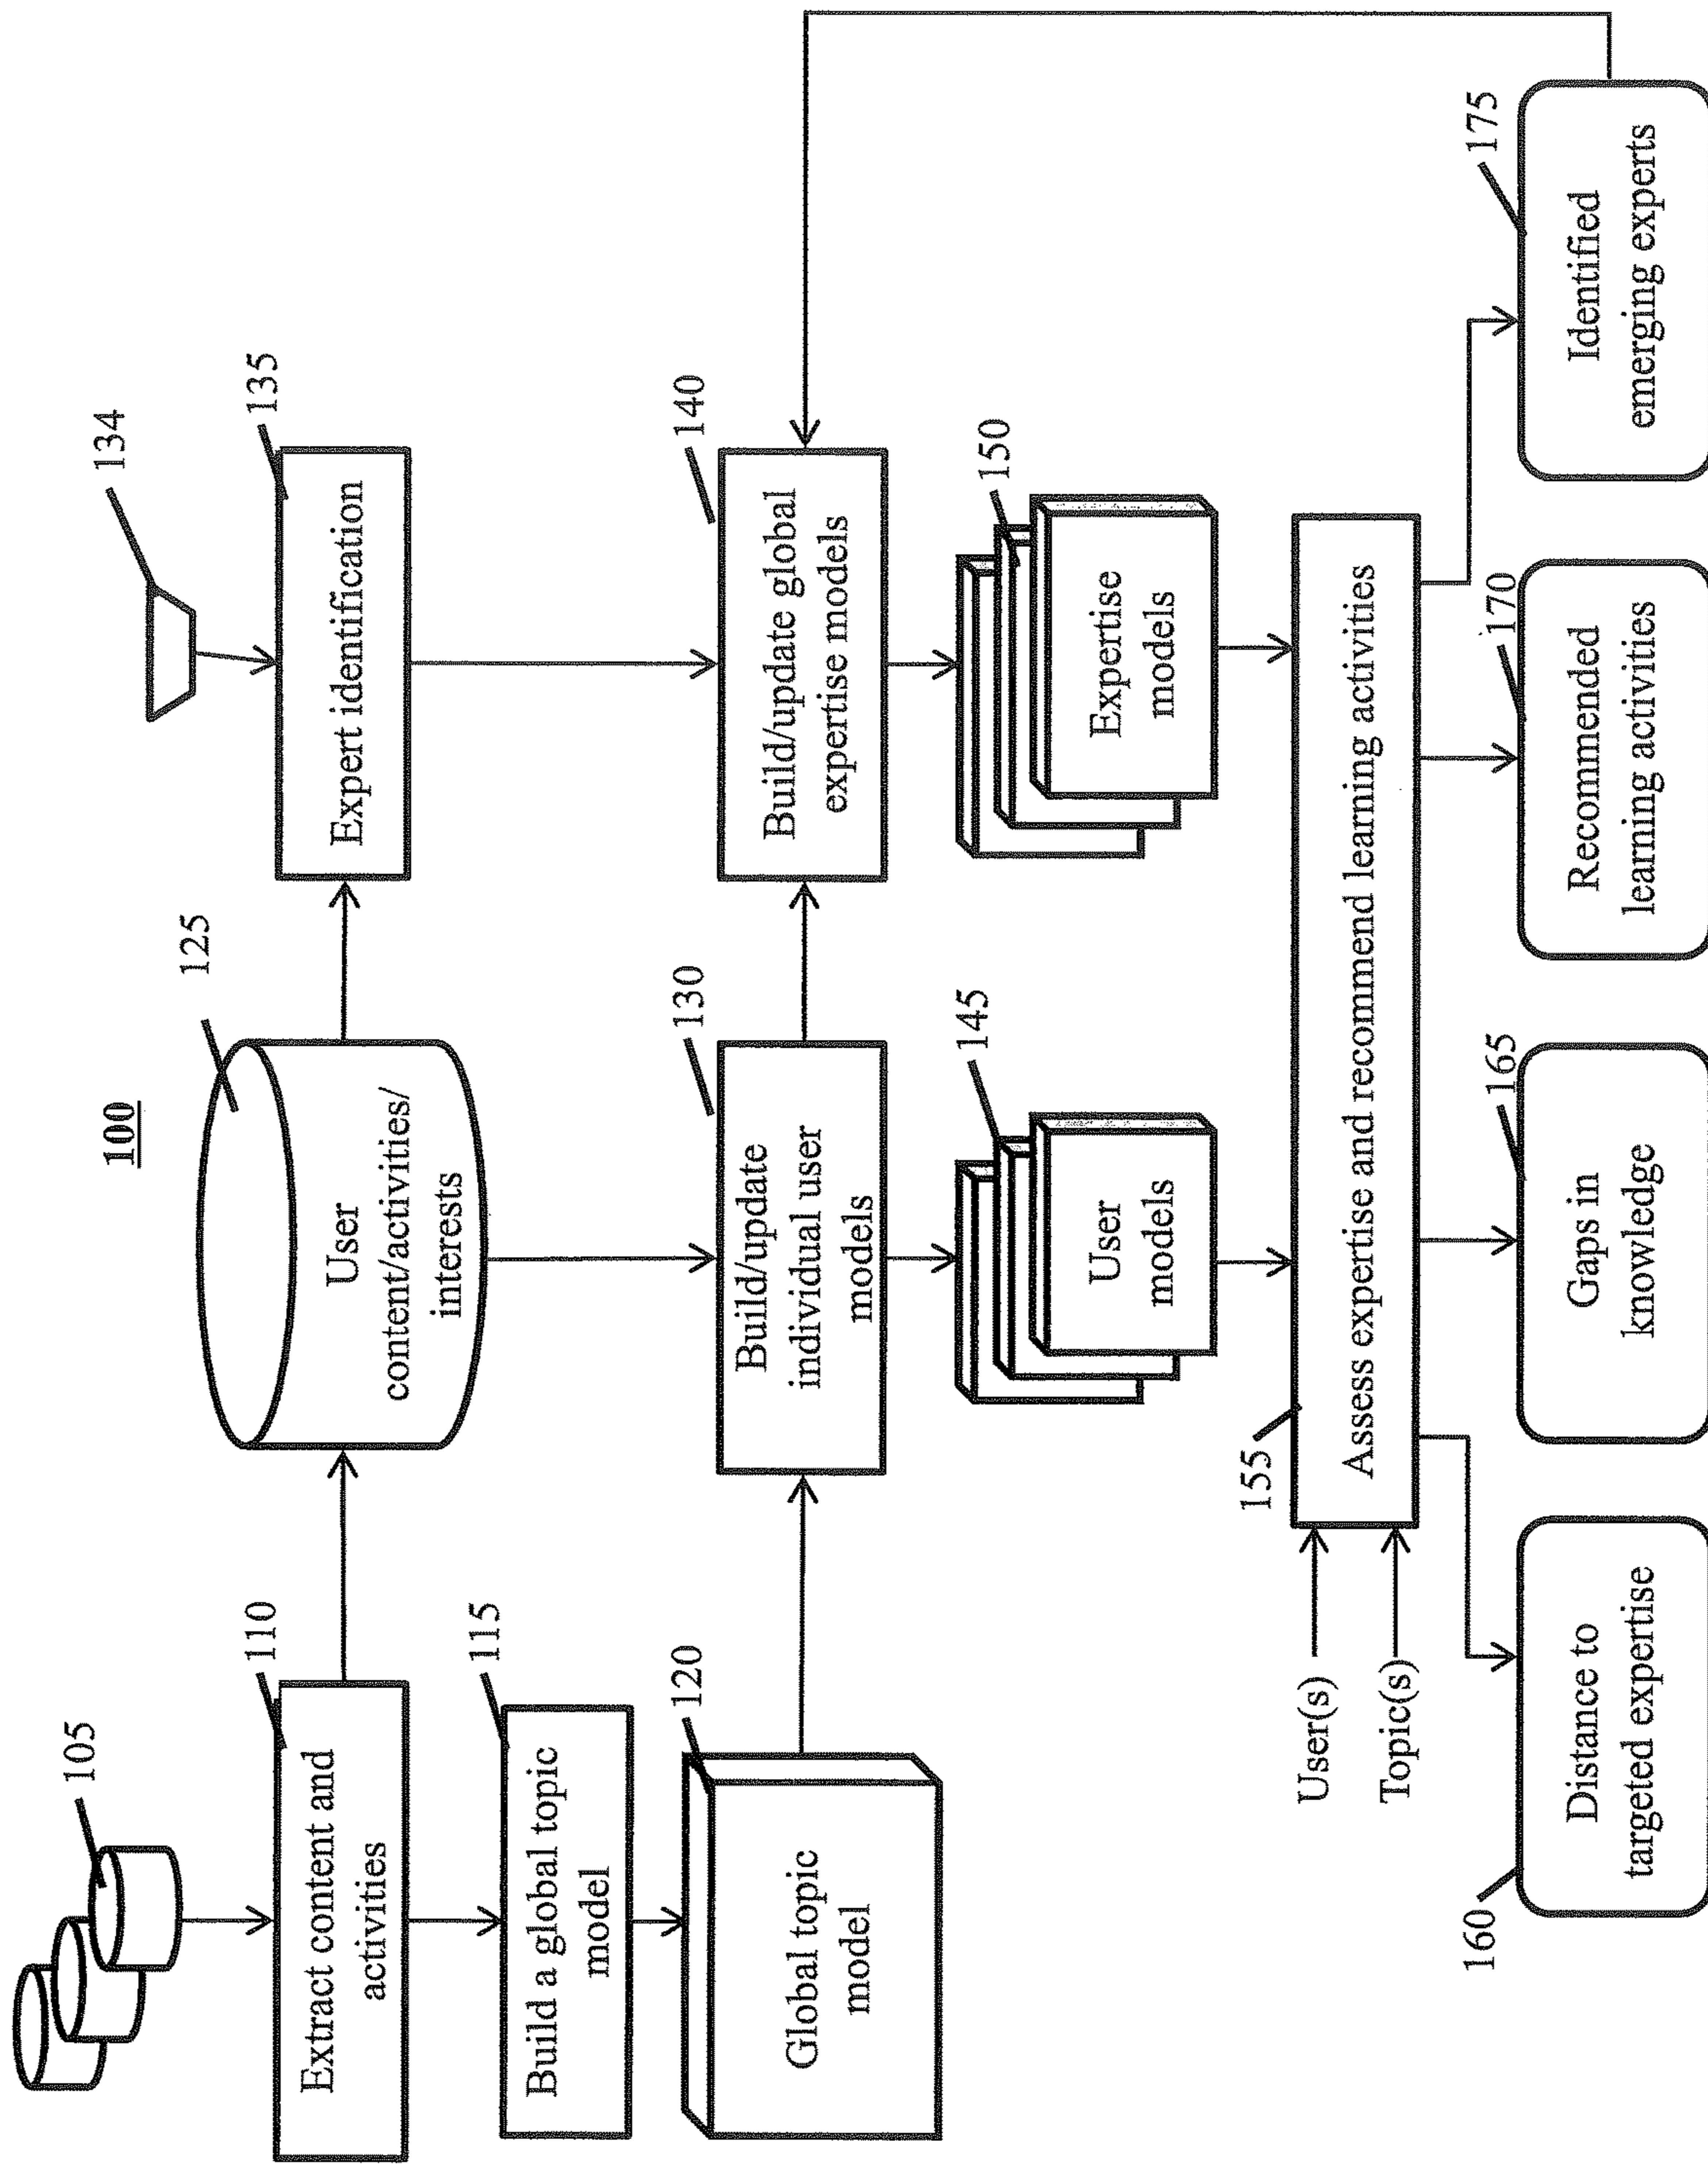 100
105
110
Extract content and
activities
125
User
content/activities/
interests
134
135
Expert identification
115
Build a global topic
model
120
Global topic
model
130
Build/update
individual user
models
140
Build/update global
expertise models
145
User
models
150
Expertise
models
User(s)
Topic(s)
155
Assess expertise and recommend learning activities
160
Distance to
targeted expertise
165
Gaps in
knowledge
170
Recommended
learning activities
175
Identified
emerging experts